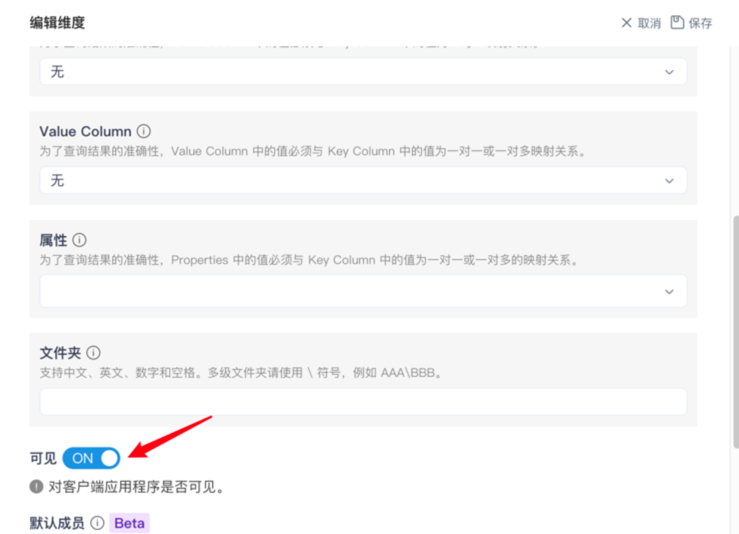 编辑维度
取消 保存
无
Value Column
为了查询结果的准确性，Value Column 中的值必须与 Key Column 中的值为一对一或一对多映射关系。
无
属性
为了查询结果的准确性，Properties 中的值必须与 Key Column 中的值为一对一或一对多的映射关系。
文件夹
支持中文、英文、数字和空格。多级文件夹请使用 \ 符号，例如 AAA\BBB。
可见 ON
对客户端应用程序是否可见。
默认成员 Beta